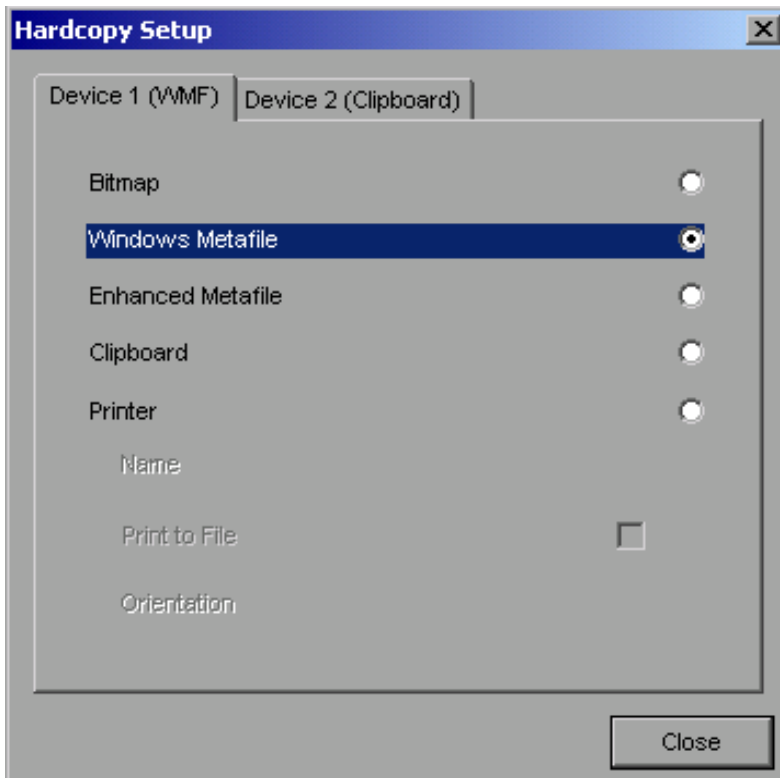 Hardcopy Setup
Device 1 (WMF) Device 2 (Clipboard)
Bitmap
Windows Metafile
Enhanced Metafile
Clipboard
Printer
Name
Print to File
Orientation
Close